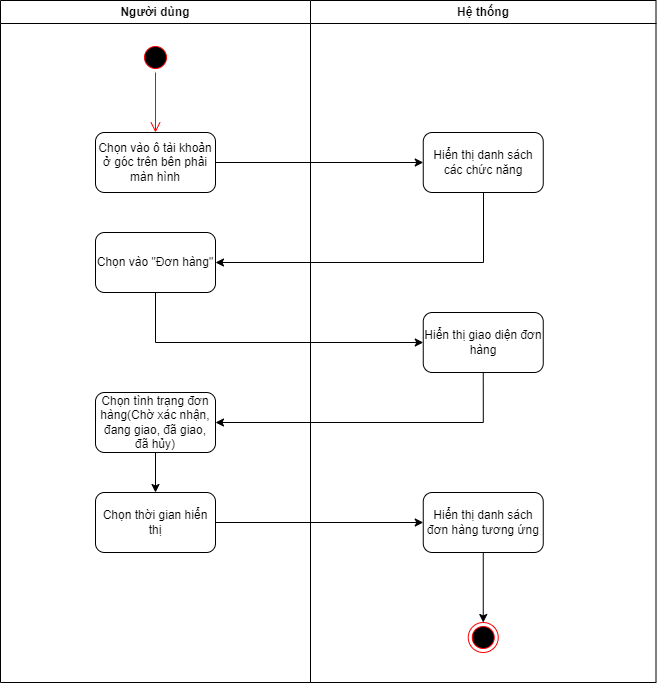 Người dùng
Hệ thống
Chọn vào ô tài khoản
ở góc trên bên phải
màn hình
Hiển thị danh sách
các chức năng
Chọn vào "Đơn hàng"
Hiển thị giao diện đơn
hàng
Chọn tình trạng đơn
hàng(Chờ xác nhận,
đang giao, đã giao,
đã hủy)
Chọn thời gian hiển
thị
Hiển thị danh sách
đơn hàng tương ứng